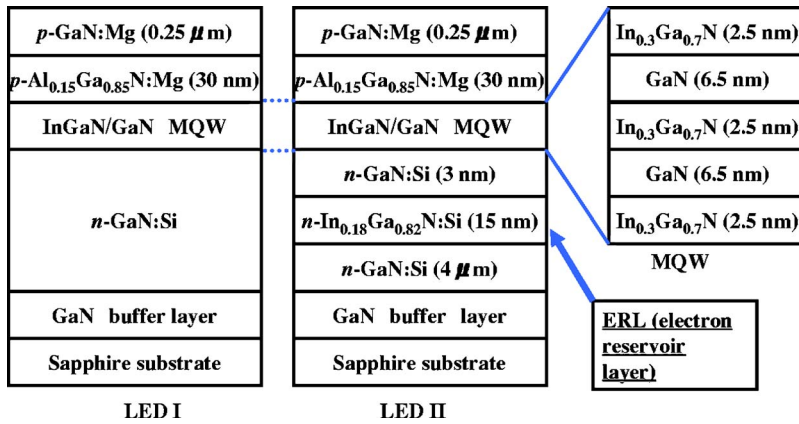 p-GaN:Mg (0.25 μm)
p-Al0.15Ga0.85N:Mg (30 nm)
InGaN/GaN MQW
n-GaN:Si
GaN buffer layer
Sapphire substrate
LED I
p-GaN:Mg (0.25 μm)
p-Al0.15Ga0.85N:Mg (30 nm)
InGaN/GaN MQW
n-GaN:Si (3 nm)
n-In0.18Ga0.82N:Si (15 nm)
n-GaN:Si (4 μm)
GaN buffer layer
Sapphire substrate
LED II
In0.3Ga0.7N (2.5 nm)
GaN (6.5 nm)
In0.3Ga0.7N (2.5 nm)
GaN (6.5 nm)
In0.3Ga0.7N (2.5 nm)
MQW
ERL (electron
reservoir
layer)